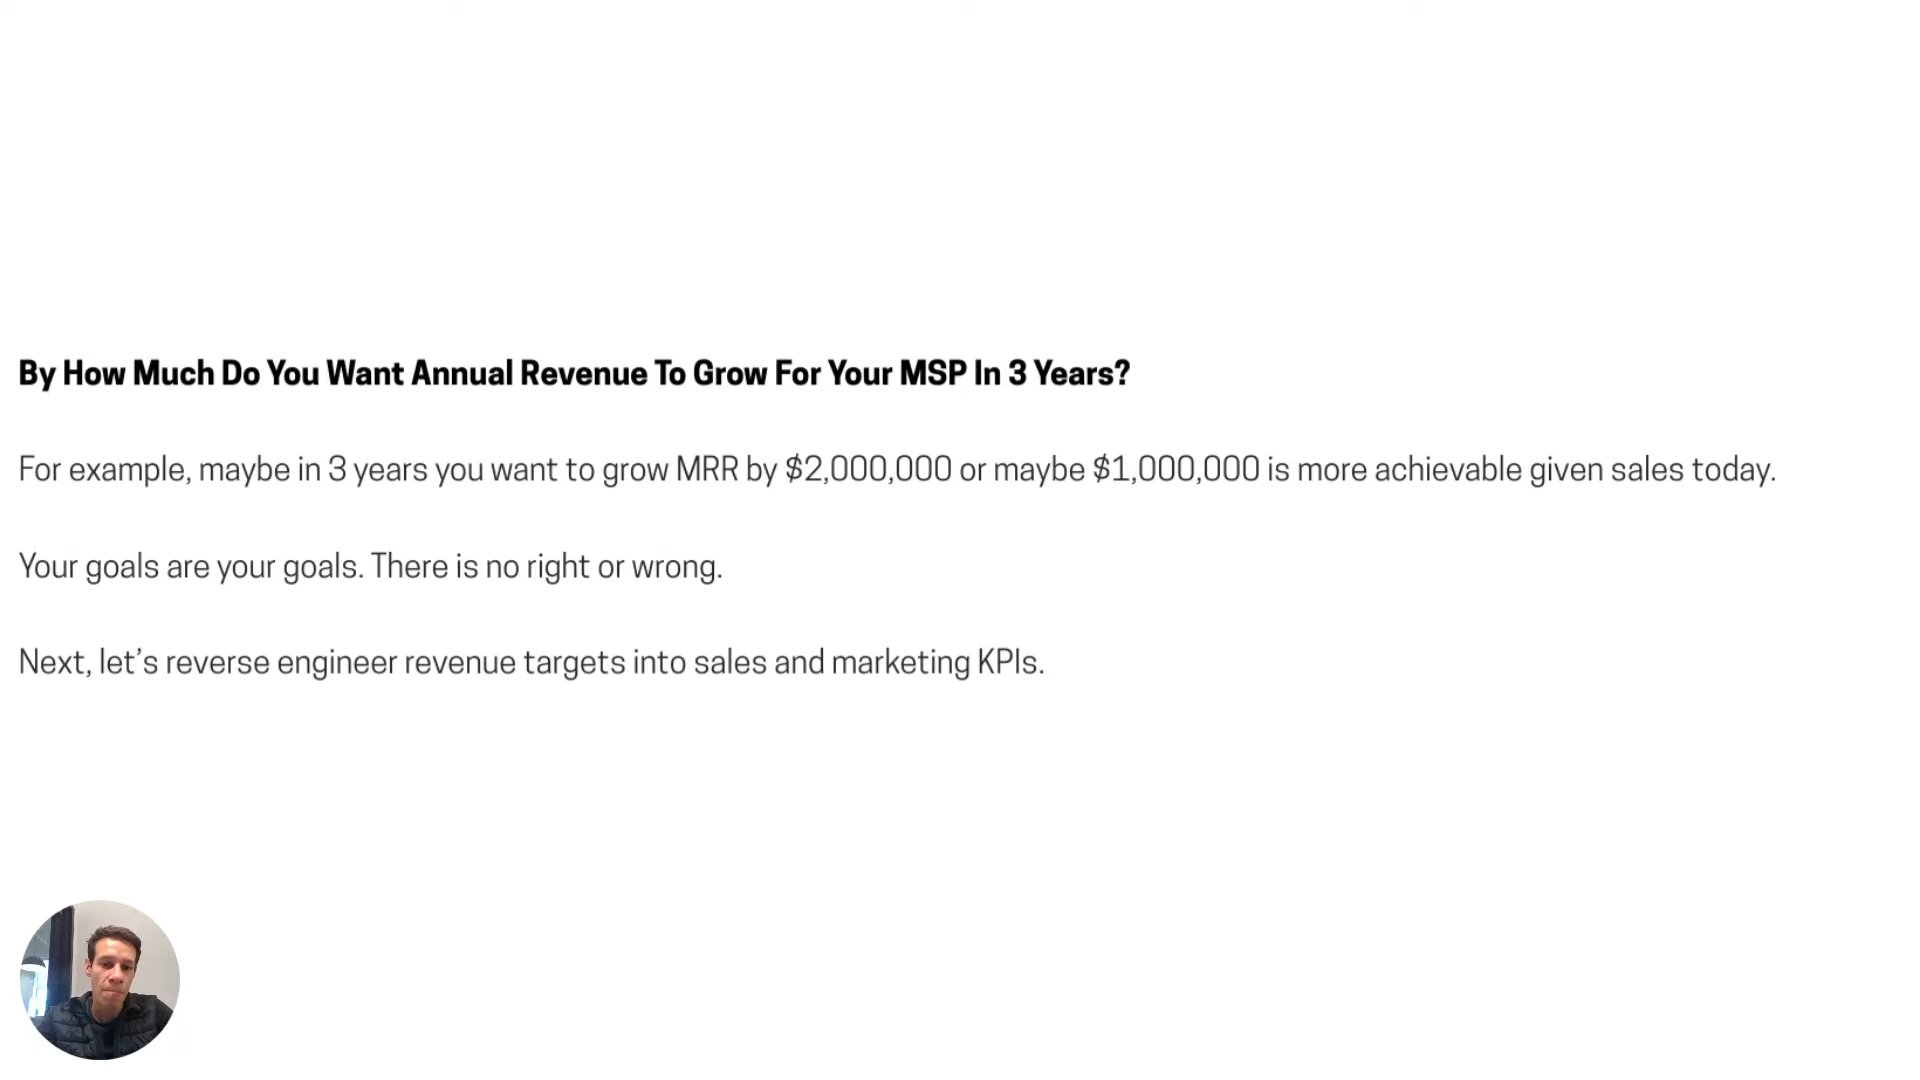 By How Much Do You Want Annual Revenue To Grow For Your MSP In 3 Years?
For example, maybe in 3 years you want to grow MRR by $2,000,000 or maybe $1,000,000 is more achievable given sales today.
Your goals are your goals. There is no right or wrong.
Next, let’s reverse engineer revenue targets into sales and marketing KPIs.